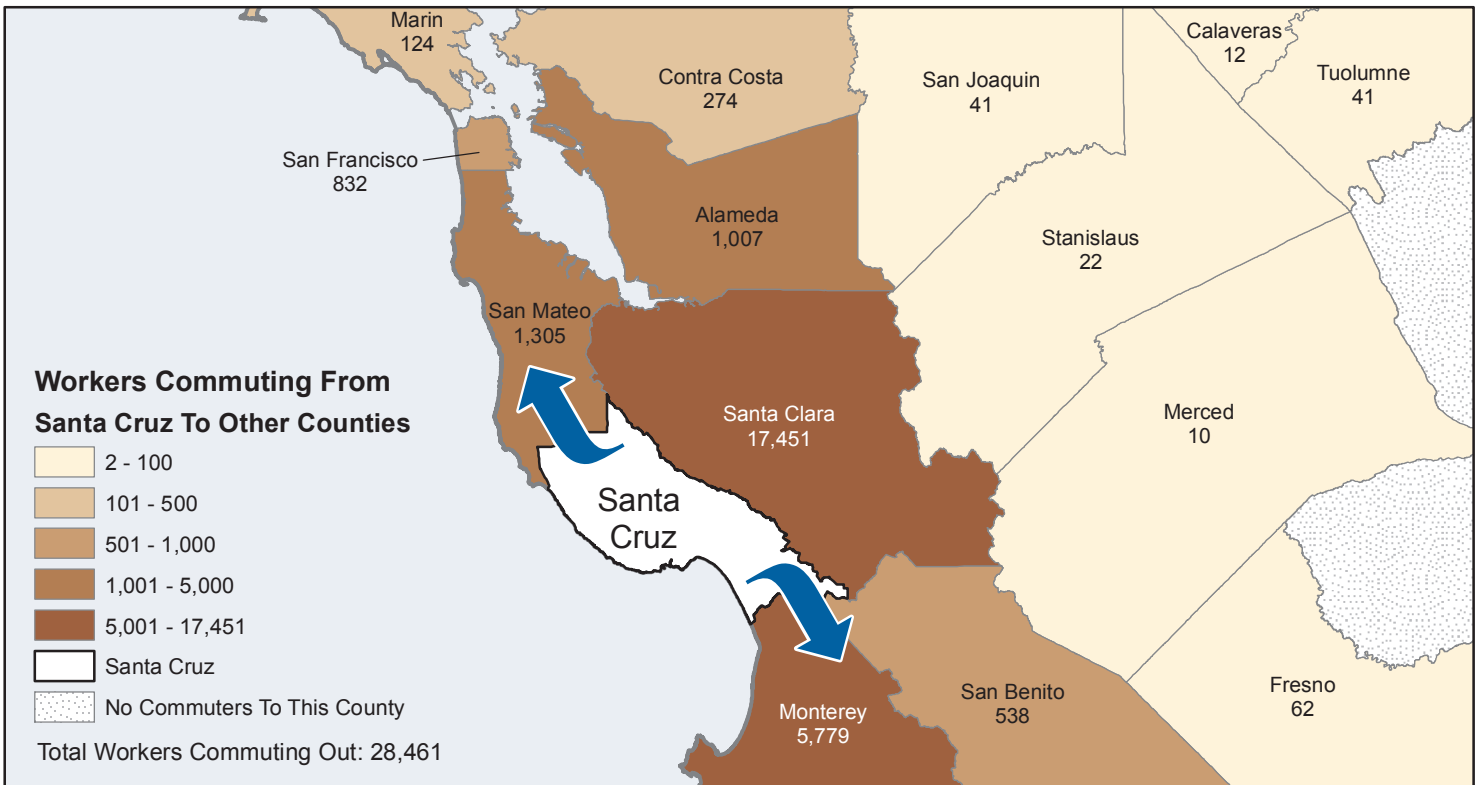 Marin
124
Contra Costa
274
San Joaquin
41
Calaveras
12
Tuolumne
41
San Francisco
832
Alameda
1,007
Stanislaus
22
San Mateo
1,305
Santa Clara
17,451
Merced
10
Santa
Cruz
Monterey
5,779
San Benito
538
Fresno
62
Workers Commuting From
Santa Cruz To Other Counties
2 - 100
101 - 500
501 - 1,000
1,001 - 5,000
5,001 - 17,451
Santa Cruz
No Commuters To This County
Total Workers Commuting Out: 28,461